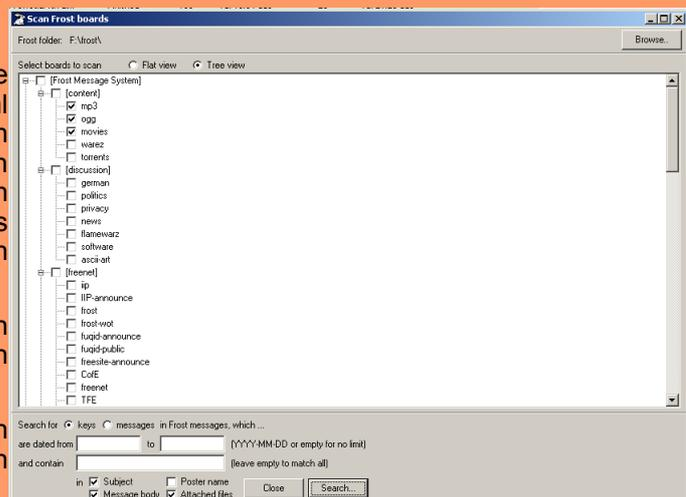 Scan Frost boards
Frost folder: F:\frost\
Browse..
Select boards to scan Flat view Tree view
[Frost Message System]
[content]
mp3
ogg
movies
warez
torrents
[discussion]
german
politics
privacy
news
flamewarz
software
ascii-art
[freenet]
iip
IIP-announce
frost
frost-wot
fuqid-announce
fuqid-public
freesite-announce
CofE
freenet
TFE
Search for keys messages in Frost messages, which ...
are dated from to (YYYY-MM-DD or empty for no limit)
and contain (leave empty to match all)
in Subject Poster name
Message body Attached files
Close Search...